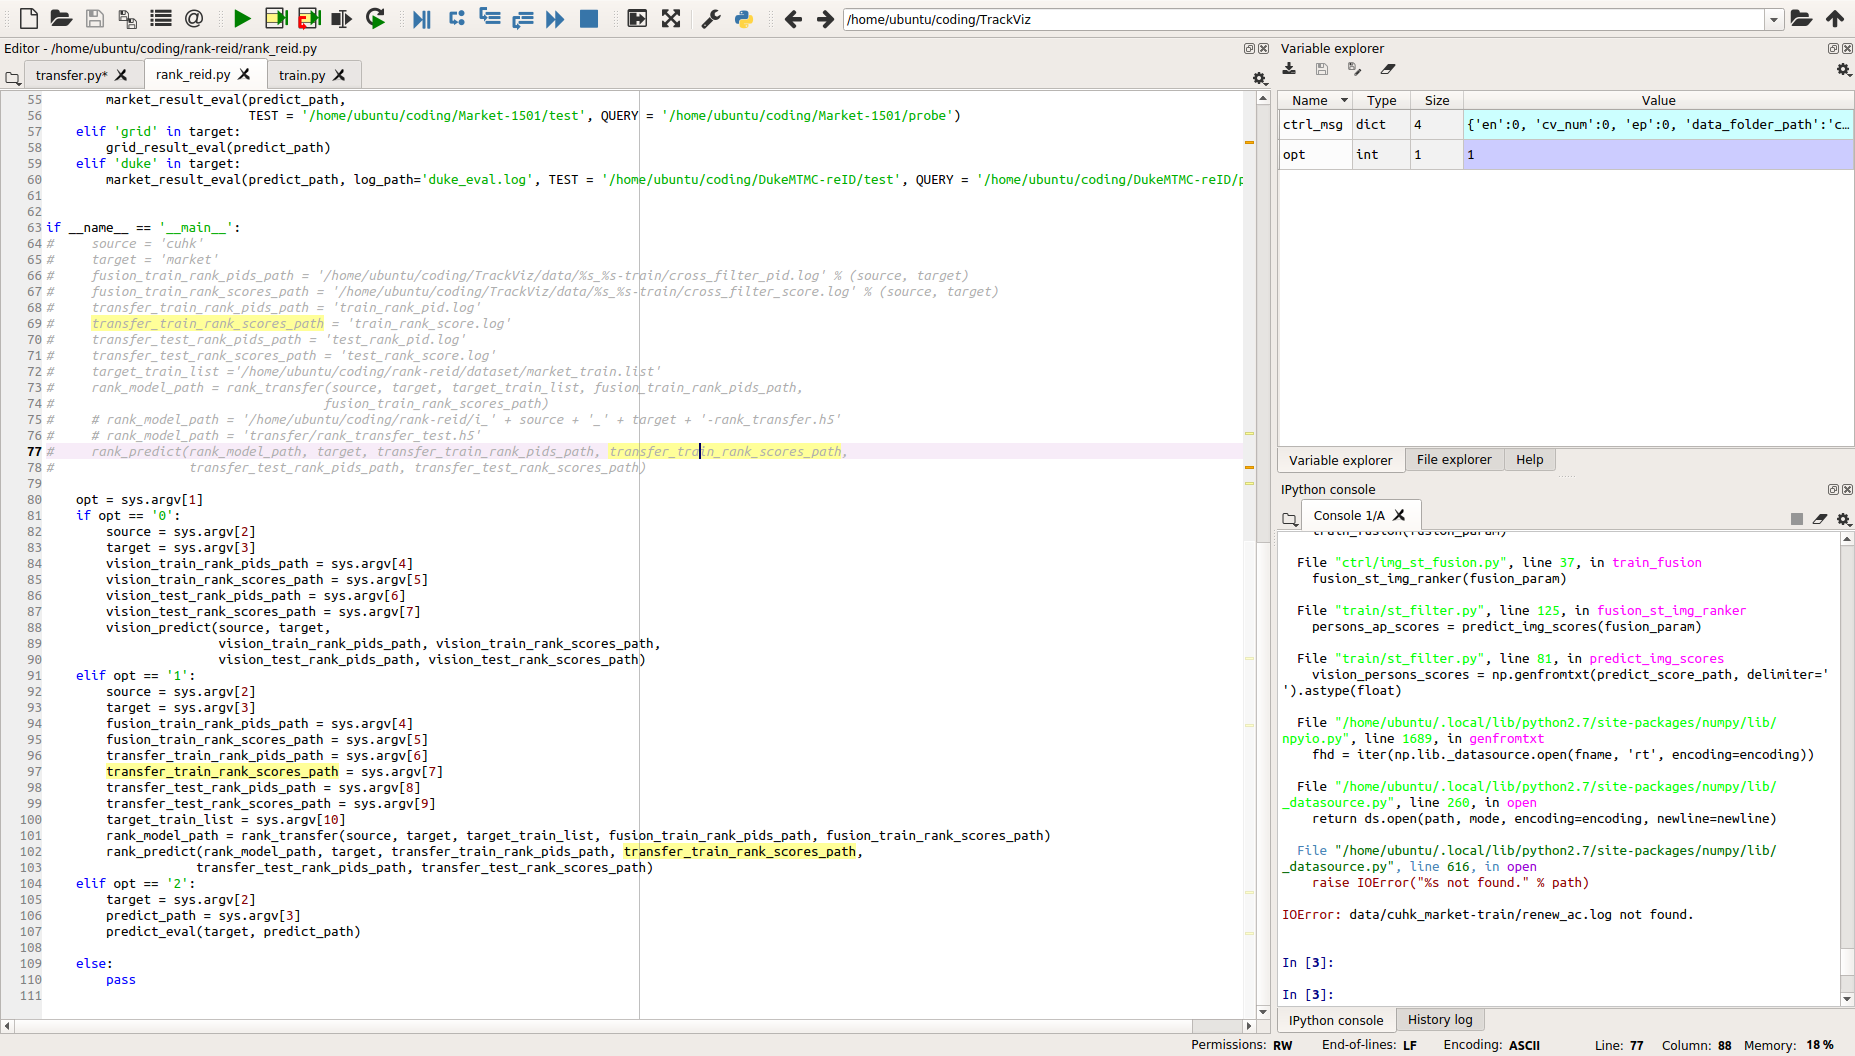 /home/ubuntu/coding/TrackViz
Editor - /home/ubuntu/coding/rank-reid/rank_reid.py
transfer.py*
rank_reid.py
train.py
55         market_result_eval(predict_path,
56                            TEST = '/home/ubuntu/coding/Market-1501/test', QUERY = '/home/ubuntu/coding/Market-1501/probe')
57     elif 'grid' in target:
58         grid_result_eval(predict_path)
59     elif 'duke' in target:
60         market_result_eval(predict_path, log_path='duke_eval.log', TEST = '/home/ubuntu/coding/DukeMTMC-reID/test', QUERY = '/home/ubuntu/coding/DukeMTMC-reID/p
61
62
63 if __name__ == '__main__':
64 #     source = 'cuhk'
65 #     target = 'market'
66 #     fusion_train_rank_pids_path = '/home/ubuntu/coding/TrackViz/data/%s_%s-train/cross_filter_pid.log' % (source, target)
67 #     fusion_train_rank_scores_path = '/home/ubuntu/coding/TrackViz/data/%s_%s-train/cross_filter_score.log' % (source, target)
68 #     transfer_train_rank_pids_path = 'train_rank_pid.log'
69 #     transfer_train_rank_scores_path = 'train_rank_score.log'
70 #     transfer_test_rank_pids_path = 'test_rank_pid.log'
71 #     transfer_test_rank_scores_path = 'test_rank_score.log'
72 #     target_train_list ='/home/ubuntu/coding/rank-reid/dataset/market_train.list'
73 #     rank_model_path = rank_transfer(source, target, target_train_list, fusion_train_rank_pids_path,
74 #                                    fusion_train_rank_scores_path)
75 #     # rank_model_path = '/home/ubuntu/coding/rank-reid/i_' + source + '_' + target + '-rank_transfer.h5'
76 #     # rank_model_path = 'transfer/rank_transfer_test.h5'
77 #     rank_predict(rank_model_path, target, transfer_train_rank_pids_path, transfer_train_rank_scores_path,
78 #                  transfer_test_rank_pids_path, transfer_test_rank_scores_path)
79
80     opt = sys.argv[1]
81     if opt == '0':
82         source = sys.argv[2]
83         target = sys.argv[3]
84         vision_train_rank_pids_path = sys.argv[4]
85         vision_train_rank_scores_path = sys.argv[5]
86         vision_test_rank_pids_path = sys.argv[6]
87         vision_test_rank_scores_path = sys.argv[7]
88         vision_predict(source, target,
89                        vision_train_rank_pids_path, vision_train_rank_scores_path,
90                        vision_test_rank_pids_path, vision_test_rank_scores_path)
91     elif opt == '1':
92         source = sys.argv[2]
93         target = sys.argv[3]
94         fusion_train_rank_pids_path = sys.argv[4]
95         fusion_train_rank_scores_path = sys.argv[5]
96         transfer_train_rank_pids_path = sys.argv[6]
97         transfer_train_rank_scores_path = sys.argv[7]
98         transfer_test_rank_pids_path = sys.argv[8]
99         transfer_test_rank_scores_path = sys.argv[9]
100         target_train_list = sys.argv[10]
101         rank_model_path = rank_transfer(source, target, target_train_list, fusion_train_rank_pids_path, fusion_train_rank_scores_path)
102         rank_predict(rank_model_path, target, transfer_train_rank_pids_path, transfer_train_rank_scores_path,
103                     transfer_test_rank_pids_path, transfer_test_rank_scores_path)
104     elif opt == '2':
105         target = sys.argv[2]
106         predict_path = sys.argv[3]
107         predict_eval(target, predict_path)
108
109     else:
110         pass
111
Variable explorer
Name Type Size Value
ctrl_msg dict 4 {'en':0, 'cv_num':0, 'ep':0, 'data_folder_path':'c…
opt int 1 1
Variable explorer
File explorer
Help
IPython console
Console 1/A
train_fusion(fusion_param)
File "ctrl/img_st_fusion.py", line 37, in train_fusion
fusion_st_img_ranker(fusion_param)
File "train/st_filter.py", line 125, in fusion_st_img_ranker
persons_ap_scores = predict_img_scores(fusion_param)
File "train/st_filter.py", line 81, in predict_img_scores
vision_persons_scores = np.genfromtxt(predict_score_path, delimiter='
').astype(float)
File "/home/ubuntu/.local/lib/python2.7/site-packages/numpy/lib/
npyio.py", line 1689, in genfromtxt
fhd = iter(np.lib._datasource.open(fname, 'rt', encoding=encoding))
File "/home/ubuntu/.local/lib/python2.7/site-packages/numpy/lib/
_datasource.py", line 260, in open
return ds.open(path, mode, encoding=encoding, newline=newline)
File "/home/ubuntu/.local/lib/python2.7/site-packages/numpy/lib/
_datasource.py", line 616, in open
raise IOError("%s not found." % path)
IOError: data/cuhk_market-train/renew_ac.log not found.
In [3]:
In [3]:
IPython console
History log
Permissions: RW End-of-lines: LF Encoding: ASCII Line: 77 Column: 88 Memory: 18 %